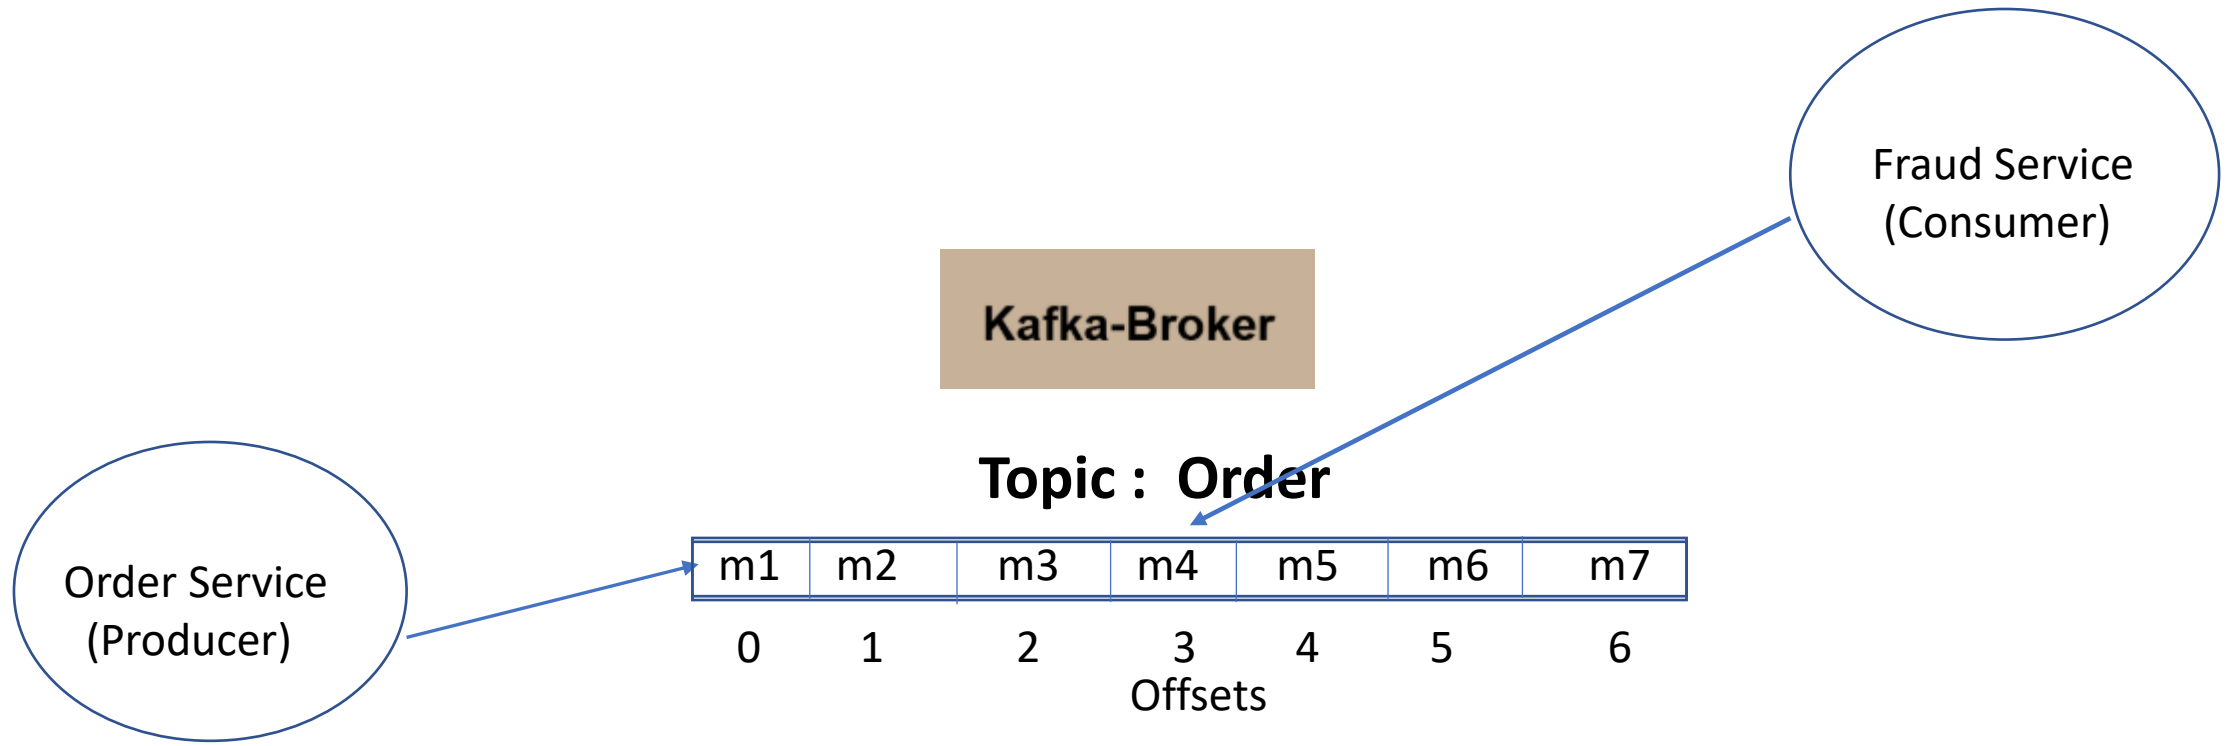 Fraud Service
(Consumer)
Kafka-Broker
Topic : Order
Order Service
(Producer)
m1 m2 m3 m4 m5 m6 m7
0 1 2 3 4 5 6
Offsets